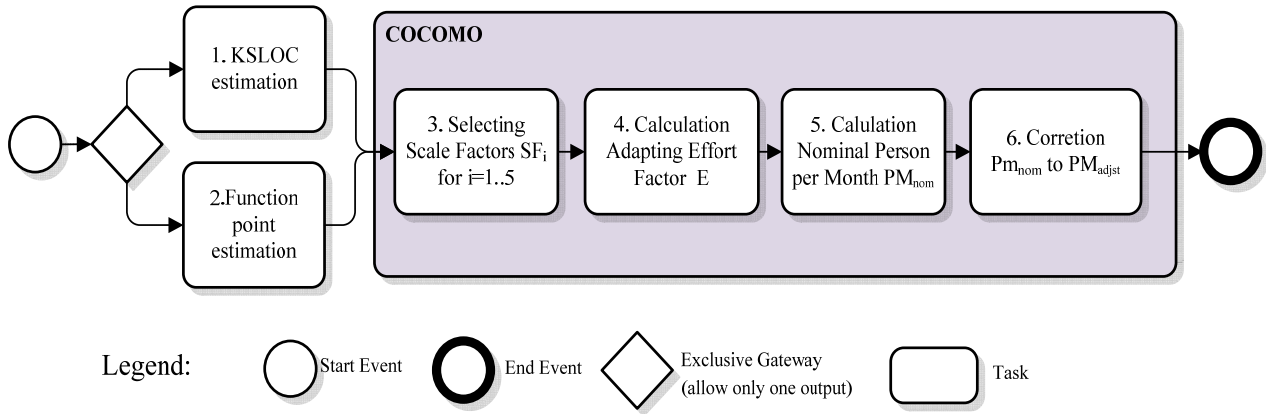 COCOMO
1. KSLOC
estimation
2.Function
point
estimation
3. Selecting
Scale Factors SFi
for i=1..5
4. Calculation
Adapting Effort
Factor E
5. Calulation
Nominal Person
per Month PMnom
6. Corretion
Pmnom to PMadjst
Legend:
Start Event
End Event
Exclusive Gateway
(allow only one output)
Task